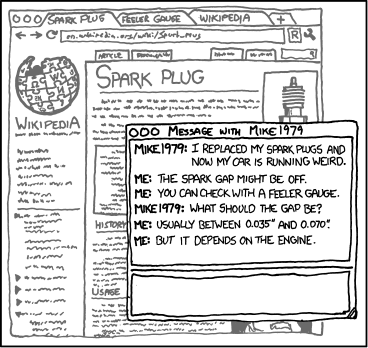 SPARK PLUG
FEELER GAUGE
WIKIPEDIA
+
en.wikipedia.org/wiki/Spark_plug
R
ARTICLE
SPARK PLUG
WIKIPEDIA
HISTORY
USAGE
MESSAGE WITH MIKE1979
MIKE1979: I REPLACED MY SPARK PLUGS AND
NOW MY CAR IS RUNNING WEIRD.
ME: THE SPARK GAP MIGHT BE OFF.
ME: YOU CAN CHECK WITH A FEELER GAUGE.
MIKE1979: WHAT SHOULD THE GAP BE?
ME: USUALLY BETWEEN 0.035" AND 0.070".
ME: BUT IT DEPENDS ON THE ENGINE.